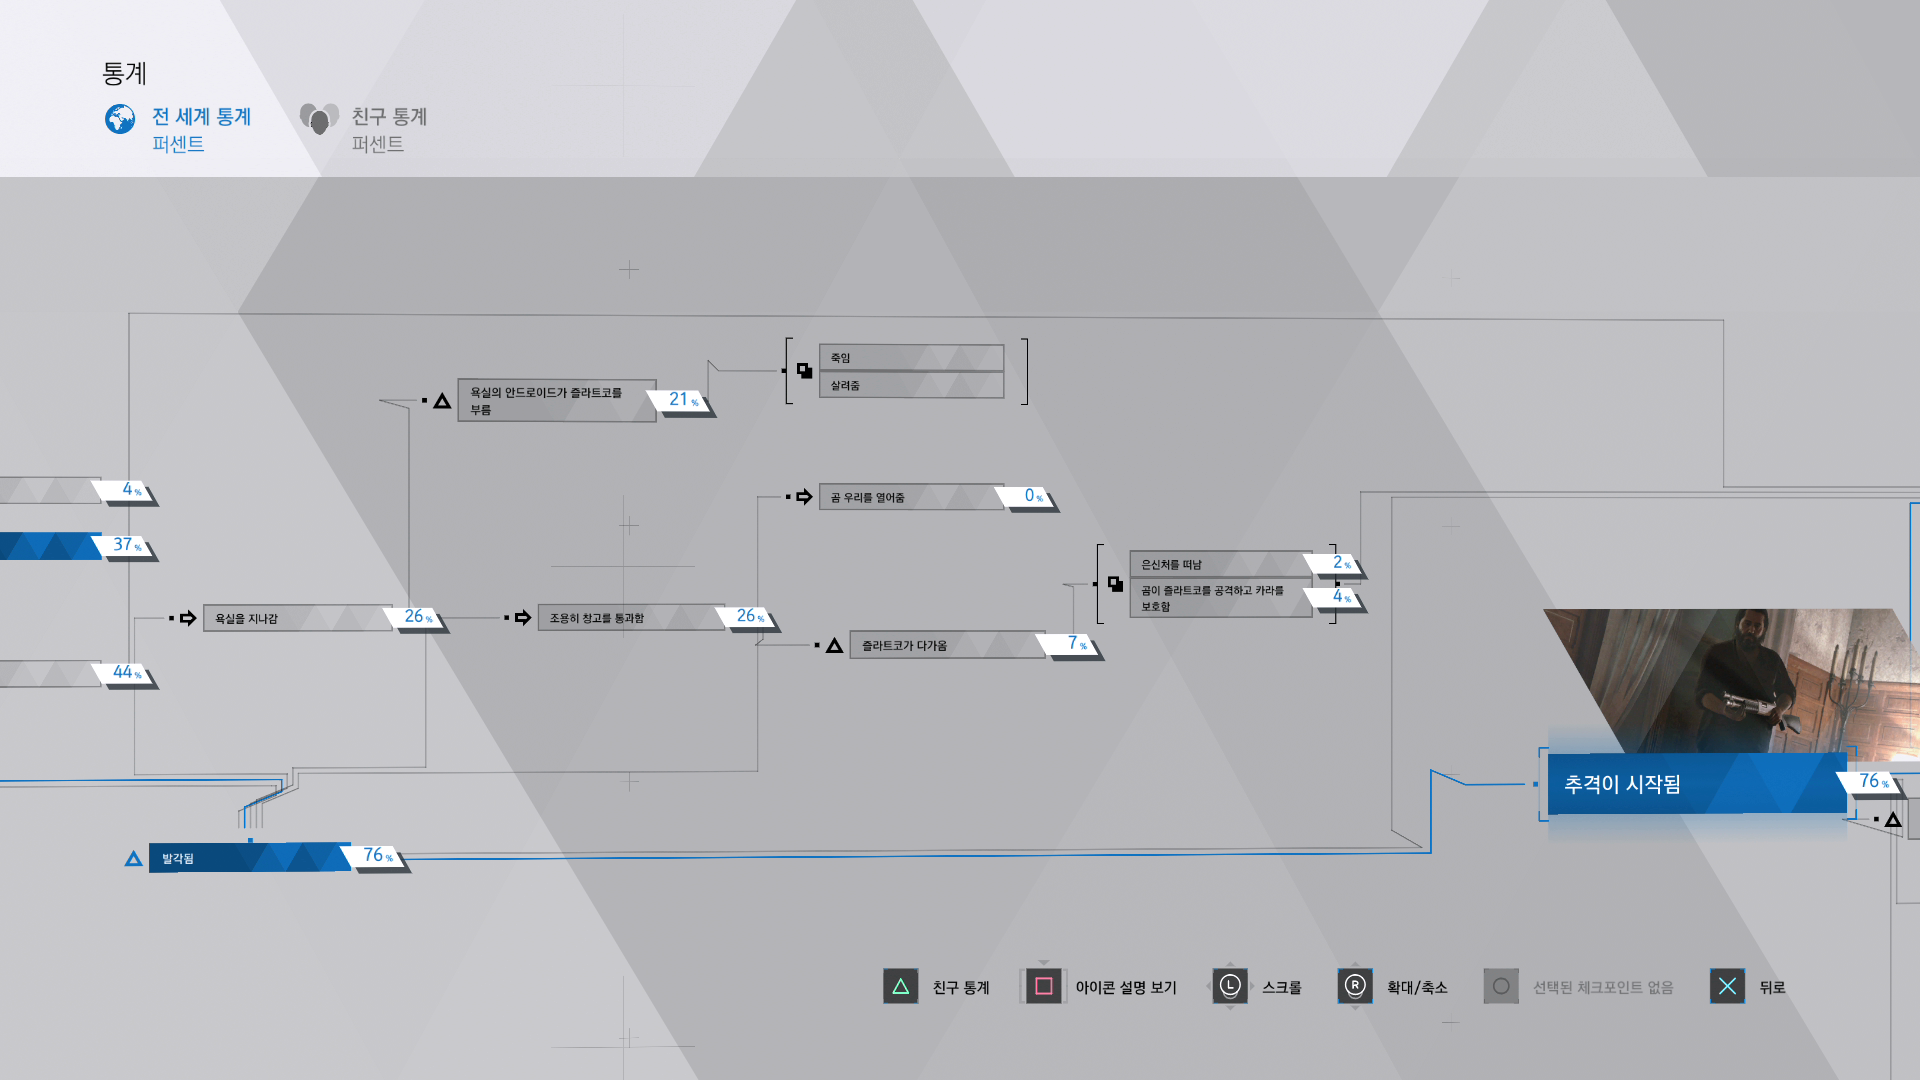 통계
전 세계 통계
퍼센트
친구 통계
퍼센트
죽임
살려줌
욕실의 안드로이드가 즐라트코를
부름
21%
4%
곰 우리를 열어줌
0%
37%
은신처를 떠남
2%
곰이 즐라트코를 공격하고 카라를
보호함
4%
욕실을 지나감
26%
조용히 창고를 통과함
26%
즐라트코가 다가옴
7%
44%
추격이 시작됨
76%
발각됨
76%
친구 통계
아이콘 설명 보기
L
스크롤
R
확대/축소
선택된 체크포인트 없음
뒤로